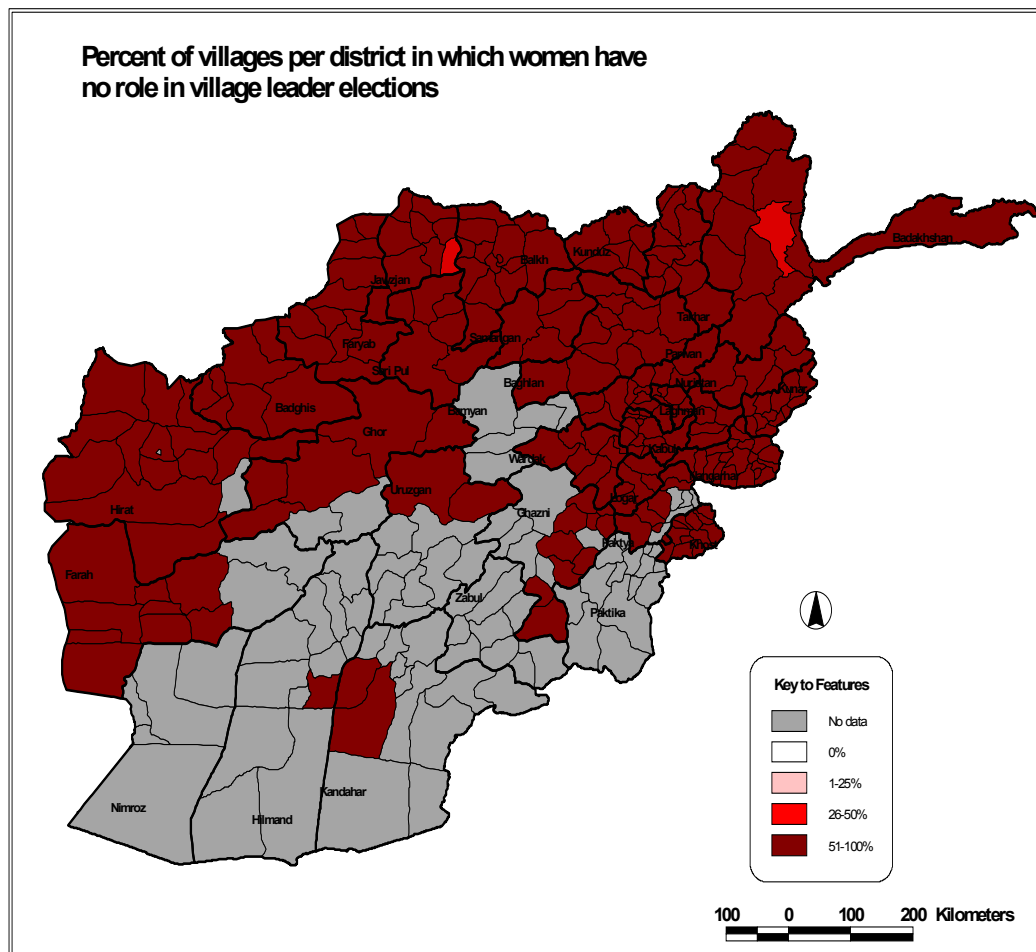 Percent of villages per district in which women have
no role in village leader elections
Badakhshan
Kunduz
Balkh
Jawzjan
Takhar
Samangan
Faryab
Parwan
Sari Pul
Baghlan
Nuristan
Kunar
Badghis
Bamyan
Laghman
Ghor
Kabul
Wardak
Nangarhar
Uruzgan
Logar
Hirat
Ghazni
Paktya
Khost
Farah
Zabul
Paktika
Key to Features
No data
0%
1-25%
26-50%
51-100%
Kandahar
Nimroz
Hilmand
100 0 100 200 Kilometers